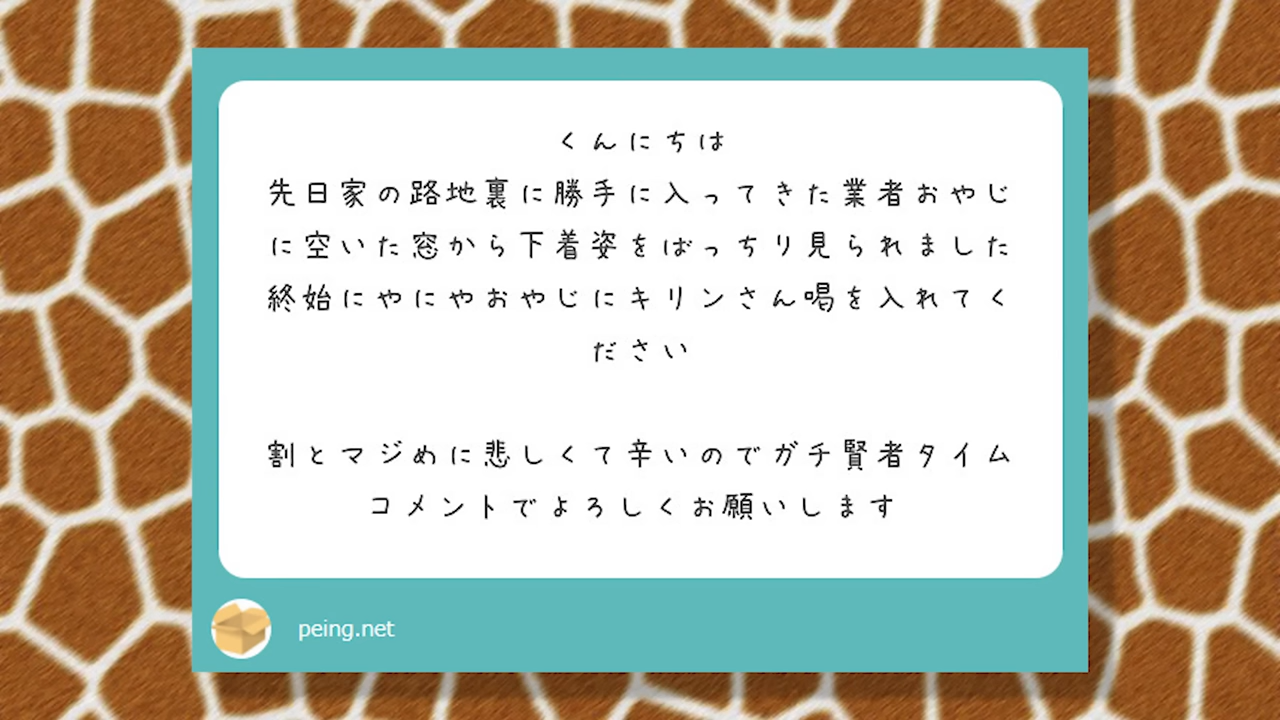 くんにちは
先日家の路地裏に勝手に入ってきた業者おやじ
に空いた窓から下着姿をばっちり見られました
終始にやにやおやじにキリンさん喝を入れてく
ださい
割とマジめに悲しくて辛いのでガチ賢者タイム
コメントでよろしくお願いします
peing.net